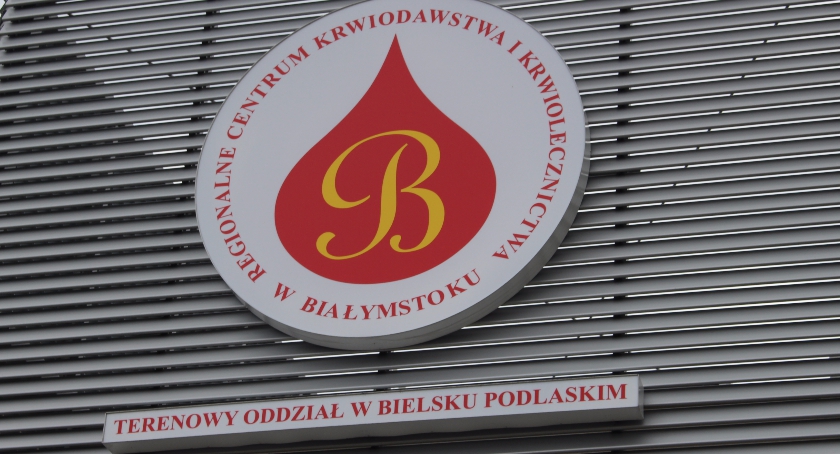 REGIONALNE CENTRUM KRWIODAWSTWA I KRWIOLECZNICTWA
W BIAŁYMSTOKU
B
TERENOWY ODDZIAŁ W BIELSKU PODLASKIM